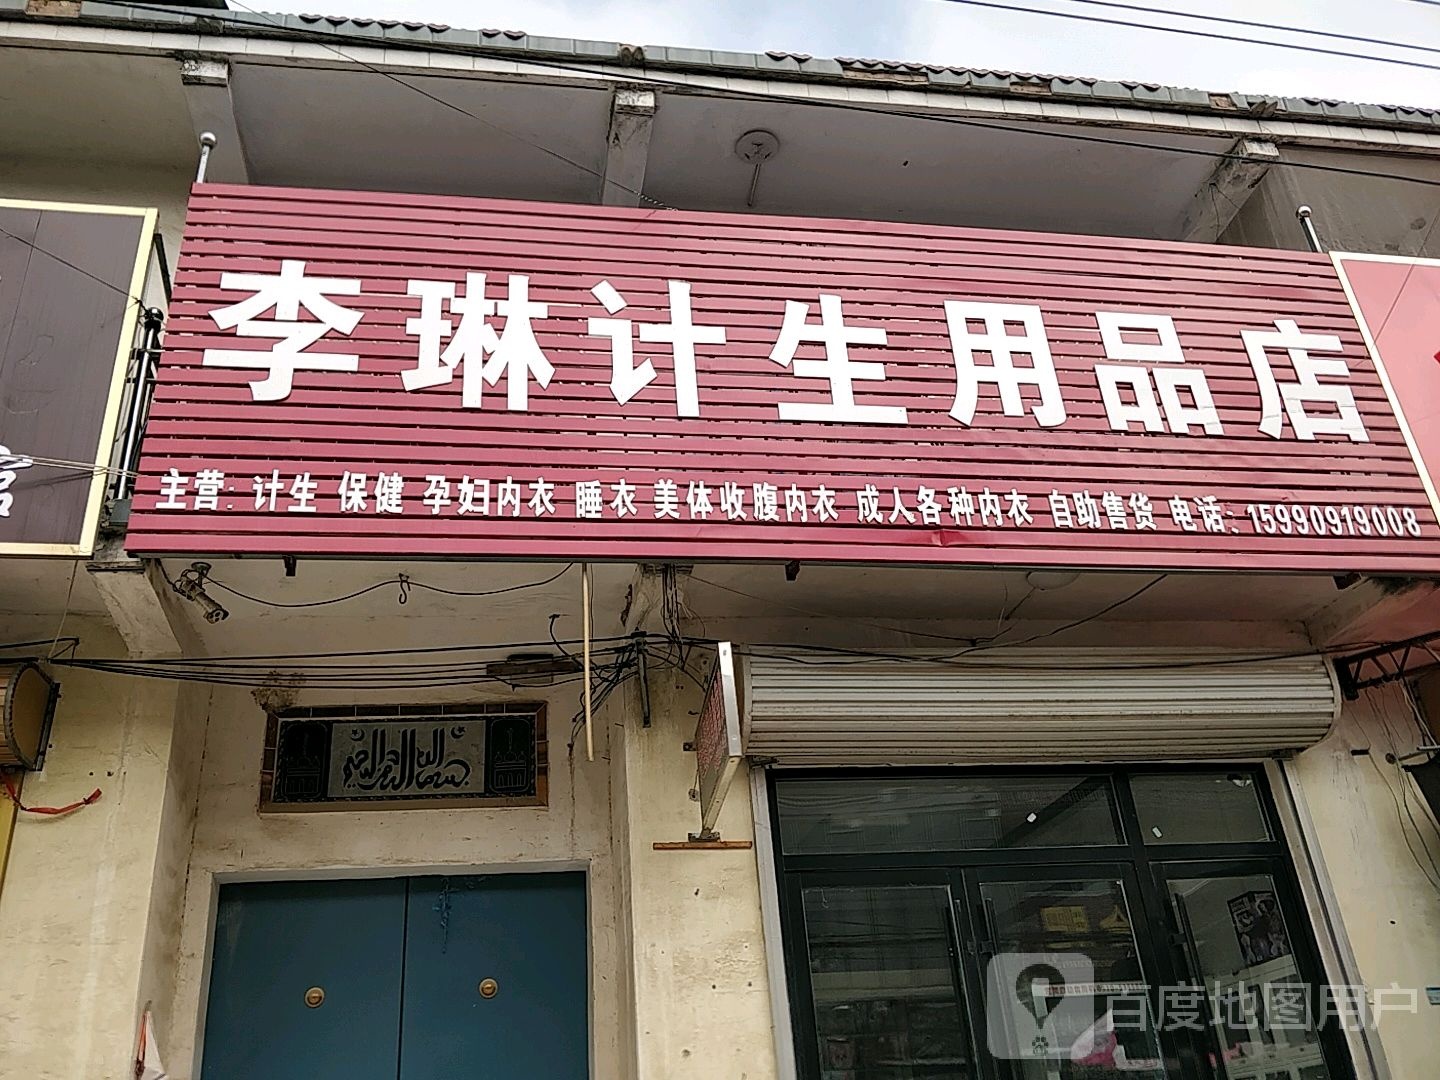 李琳计生用品店
主营: 计生 保健 孕妇内衣 睡衣 美体收腹内衣 成人各种内衣 自助售货 电话: 15990919008
百度地图用户